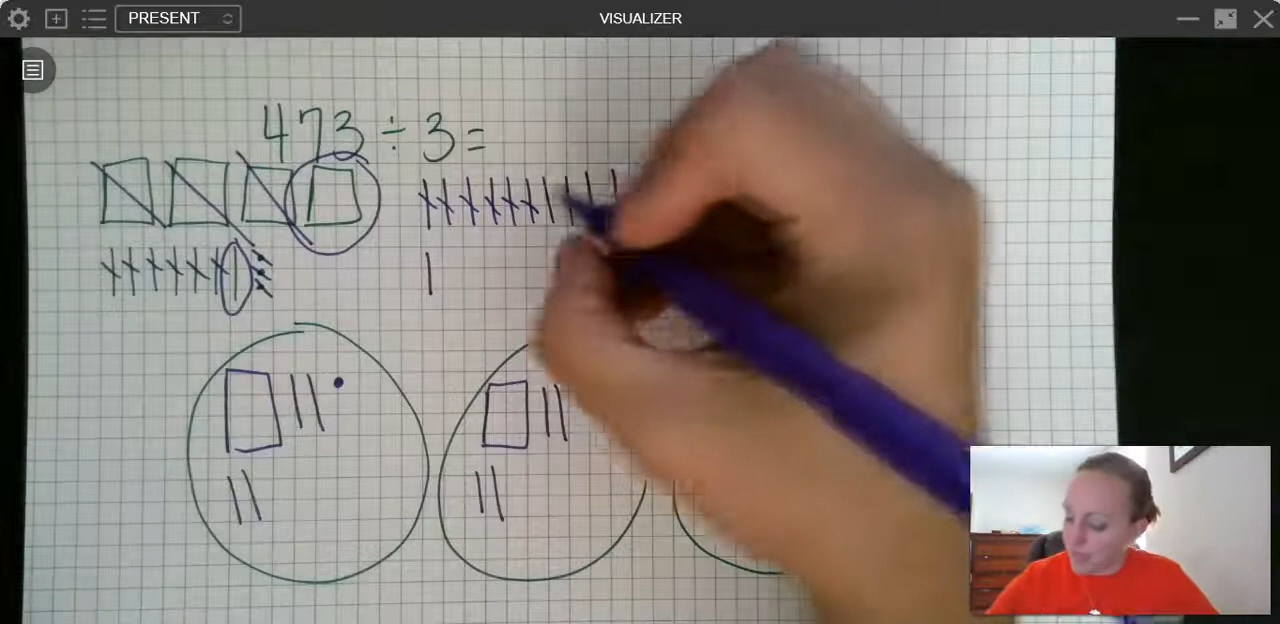 PRESENT
VISUALIZER
473 ÷ 3 =